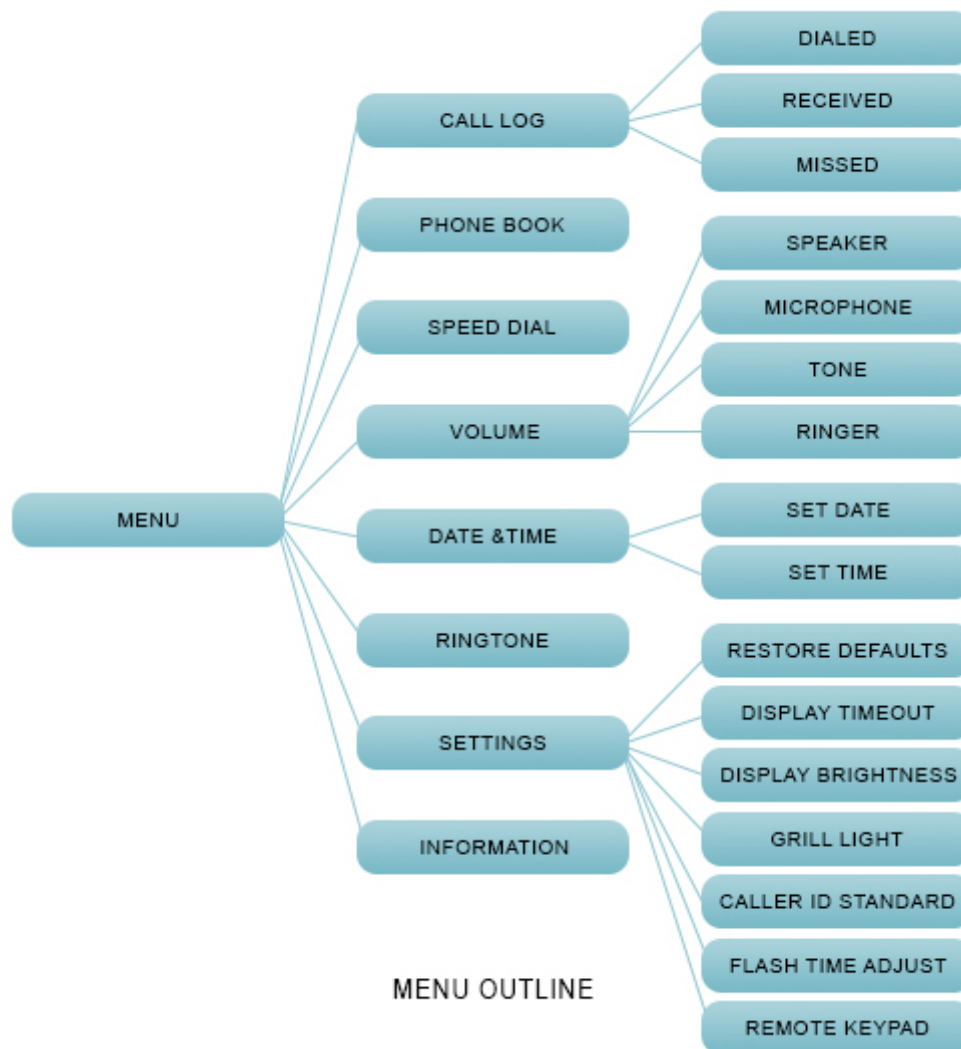 MENU
CALL LOG
DIALED
RECEIVED
MISSED
PHONE BOOK
SPEED DIAL
VOLUME
SPEAKER
MICROPHONE
TONE
RINGER
DATE &TIME
SET DATE
SET TIME
RINGTONE
SETTINGS
RESTORE DEFAULTS
DISPLAY TIMEOUT
DISPLAY BRIGHTNESS
GRILL LIGHT
CALLER ID STANDARD
FLASH TIME ADJUST
REMOTE KEYPAD
INFORMATION
MENU OUTLINE